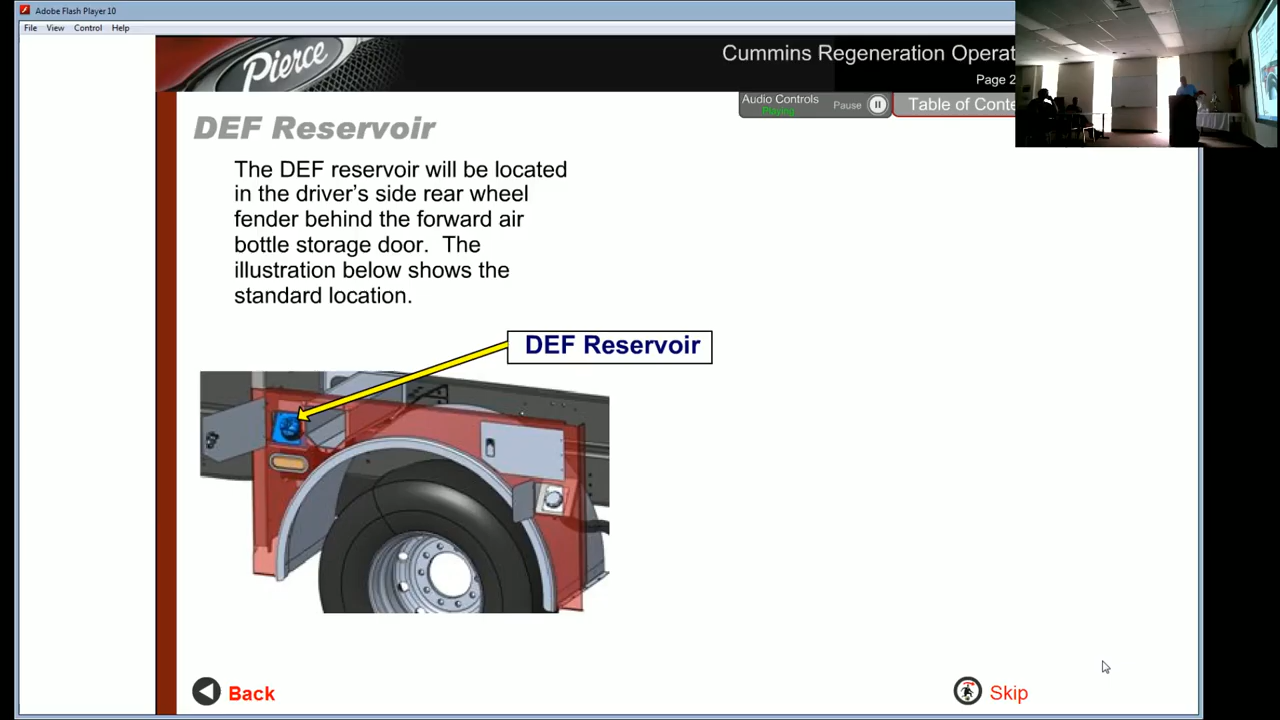 Adobe Flash Player 10
File View Control Help
Pierce
Cummins Regeneration Operat
Page 2
Audio Controls
Playing
Pause
Table of Conte
DEF Reservoir
The DEF reservoir will be located
in the driver's side rear wheel
fender behind the forward air
bottle storage door. The
illustration below shows the
standard location.
DEF Reservoir
Back
Skip